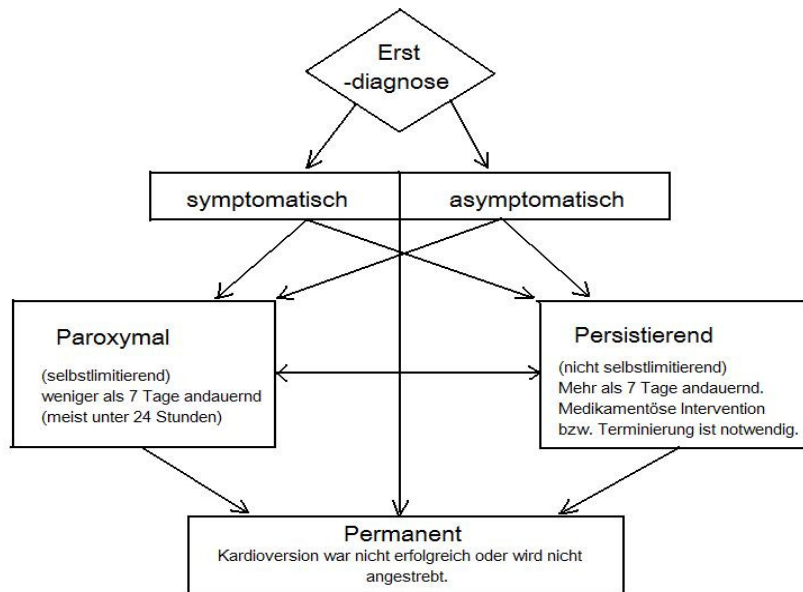 Erst
-diagnose
symptomatisch
asymptomatisch
Paroxymal
(selbstlimitierend)
weniger als 7 Tage andauernd
(meist unter 24 Stunden)
Persistierend
(nicht selbstlimitierend)
Mehr als 7 Tage andauernd.
Medikamentöse Intervention
bzw. Terminierung ist notwendig.
Permanent
Kardioversion war nicht erfolgreich oder wird nicht
angestrebt.